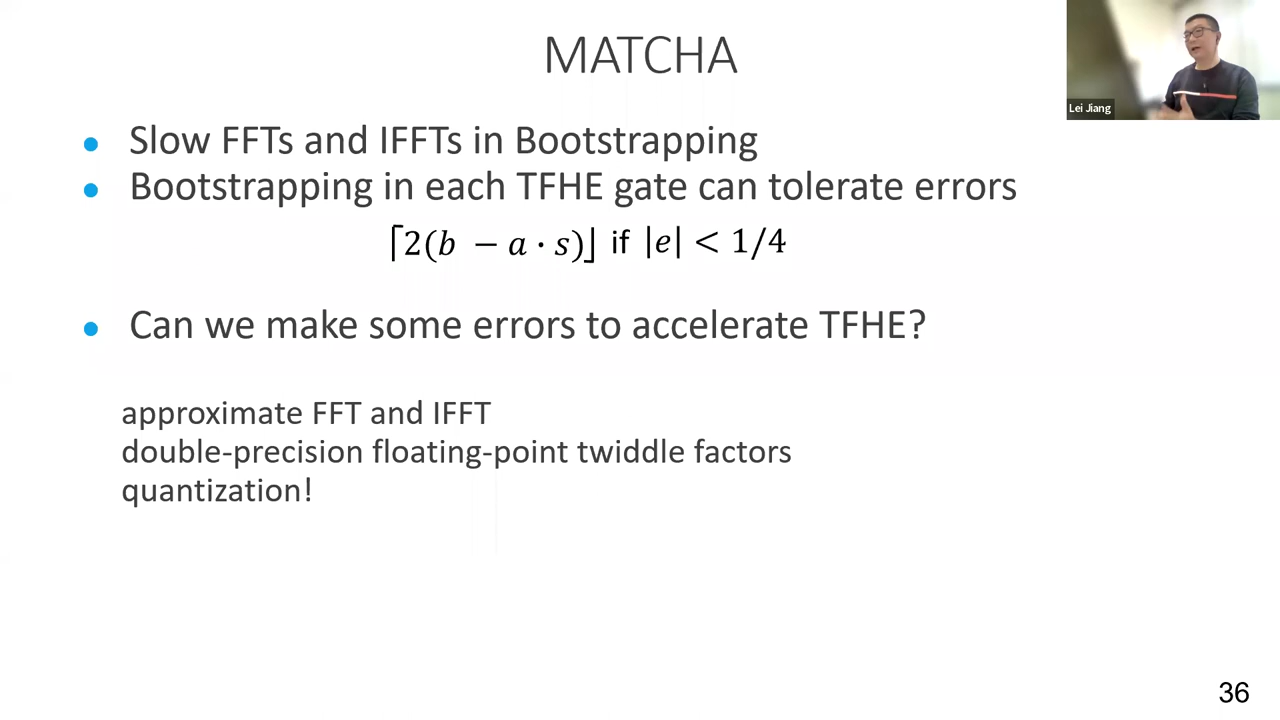 MATCHA
Lei Jiang
• Slow FFTs and IFFTs in Bootstrapping
• Bootstrapping in each TFHE gate can tolerate errors
⌈2(b − a · s)⌋ if |e| < 1/4
• Can we make some errors to accelerate TFHE?
approximate FFT and IFFT
double-precision floating-point twiddle factors
quantization!
36